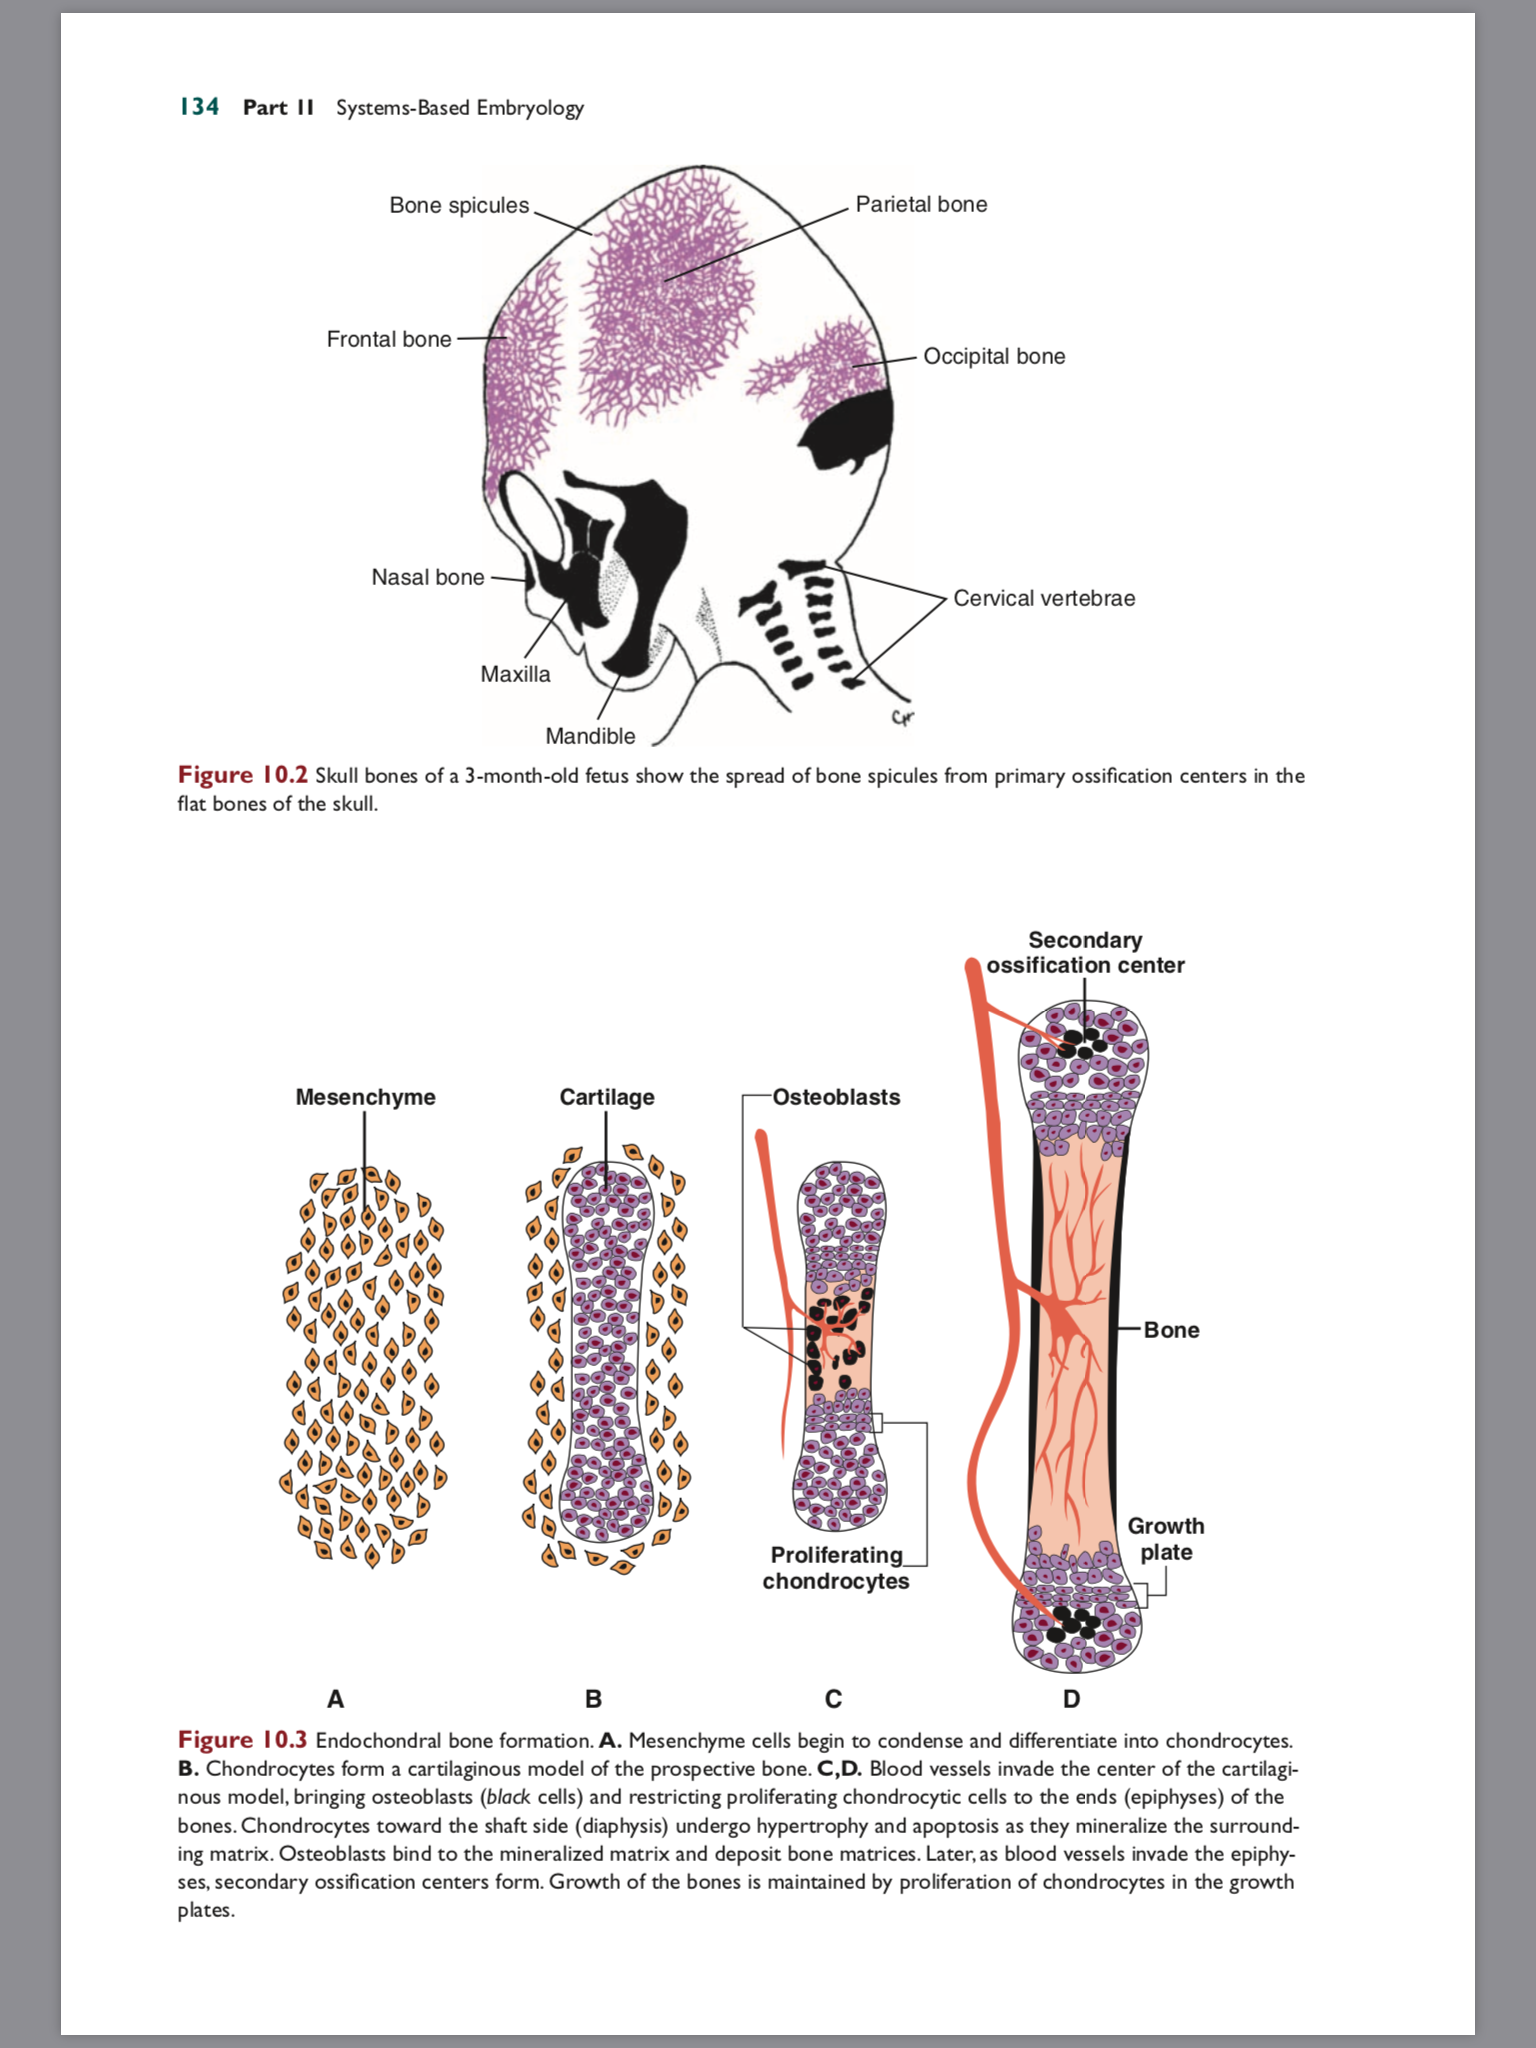 134 Part II Systems-Based Embryology
Bone spicules
Parietal bone
Frontal bone
Occipital bone
Nasal bone
Cervical vertebrae
Maxilla
Mandible
Figure 10.2 Skull bones of a 3-month-old fetus show the spread of bone spicules from primary ossification centers in the
flat bones of the skull.
Secondary
ossification center
Mesenchyme
Cartilage
Osteoblasts
Bone
Growth
plate
Proliferating
chondrocytes
A
B
C
D
Figure 10.3 Endochondral bone formation. A. Mesenchyme cells begin to condense and differentiate into chondrocytes.
B. Chondrocytes form a cartilaginous model of the prospective bone. C,D. Blood vessels invade the center of the cartilagi-
nous model, bringing osteoblasts (black cells) and restricting proliferating chondrocytic cells to the ends (epiphyses) of the
bones. Chondrocytes toward the shaft side (diaphysis) undergo hypertrophy and apoptosis as they mineralize the surround-
ing matrix. Osteoblasts bind to the mineralized matrix and deposit bone matrices. Later, as blood vessels invade the epiphy-
ses, secondary ossification centers form. Growth of the bones is maintained by proliferation of chondrocytes in the growth
plates.